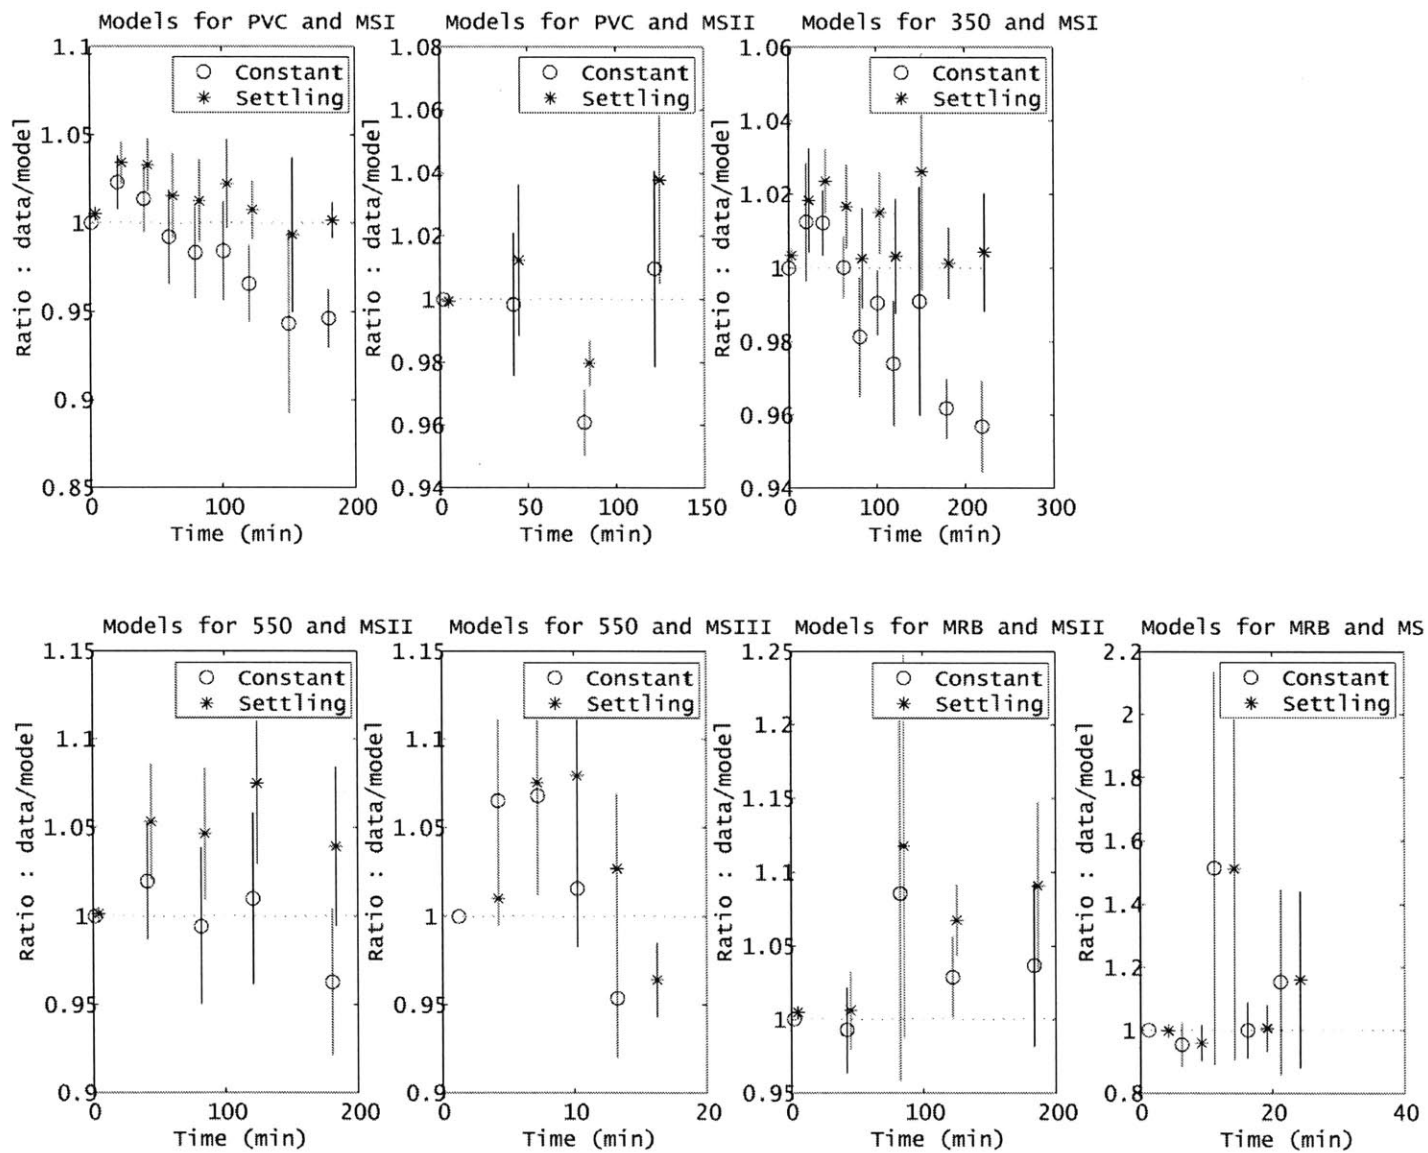 Models for PVC and MSI
1.1
1.05
1
0.95
0.9
0.85
0
100
200
Time (min)
Ratio : data/model
Constant
Settling
Models for PVC and MSII
1.08
1.06
1.04
1.02
1
0.98
0.96
0.94
0
50
100
150
Time (min)
Ratio : data/model
Constant
Settling
Models for 350 and MSI
1.06
1.04
1.02
1
0.98
0.96
0.94
0
100
200
300
Time (min)
Ratio : data/model
Constant
Settling
Models for 550 and MSII
1.15
1.1
1.05
1
0.95
0.9
0
100
200
Time (min)
Ratio : data/model
Constant
Settling
Models for 550 and MSIII
1.15
1.1
1.05
1
0.95
0.9
0
10
20
Time (min)
Ratio : data/model
Constant
Settling
Models for MRB and MSII
1.25
1.2
1.15
1.1
1.05
1
0.95
0
100
200
Time (min)
Ratio : data/model
Constant
Settling
Models for MRB and MS
2.2
2
1.8
1.6
1.4
1.2
1
0.8
0
20
40
Time (min)
Ratio : data/model
Constant
Settling